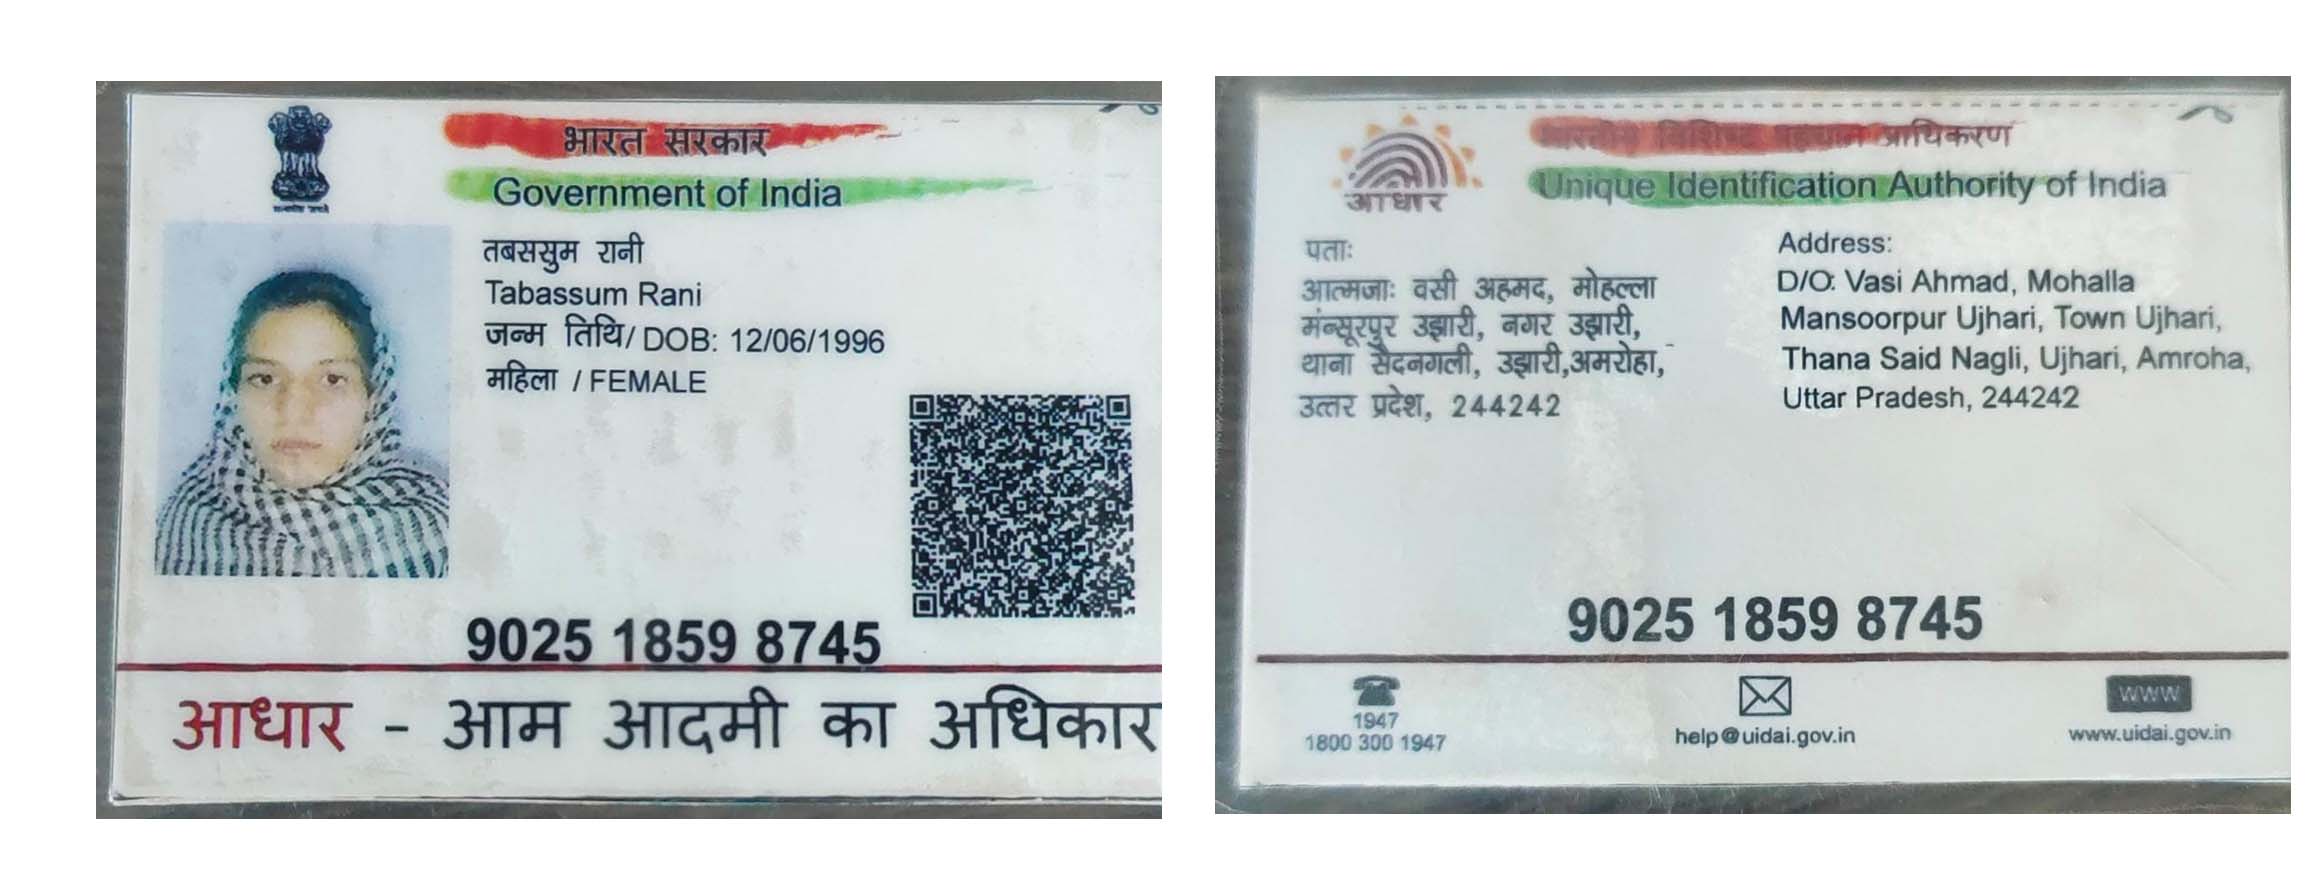 भारत सरकार
Government of India
तबससुम रानी
Tabassum Rani
जन्म तिथि/ DOB: 12/06/1996
महिला / FEMALE
9025 1859 8745
आधार - आम आदमी का अधिकार
भारतीय विशिष्ट पहचान प्राधिकरण
Unique Identification Authority of India
आधार
पताः
आत्मजाः वसी अहमद, मोहल्ला
मंन्सूरपुर उझारी, नगर उझारी,
थाना सैदनगली, उझारी,अमरोहा,
उत्तर प्रदेश, 244242
Address:
D/O: Vasi Ahmad, Mohalla
Mansoorpur Ujhari, Town Ujhari,
Thana Said Nagli, Ujhari, Amroha,
Uttar Pradesh, 244242
9025 1859 8745
1947
1800 300 1947
help@uidai.gov.in
www
www.uidai.gov.in